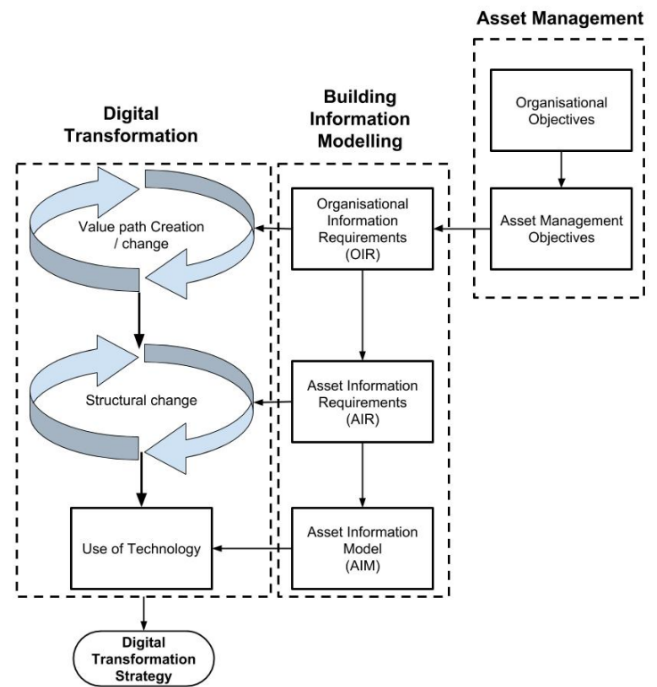 Asset Management
Organisational
Objectives
Asset Management
Objectives
Building
Information
Modelling
Organisational
Information
Requirements
(OIR)
Asset Information
Requirements
(AIR)
Asset Information
Model
(AIM)
Digital
Transformation
Value path Creation
/ change
Structural change
Use of Technology
Digital
Transformation
Strategy